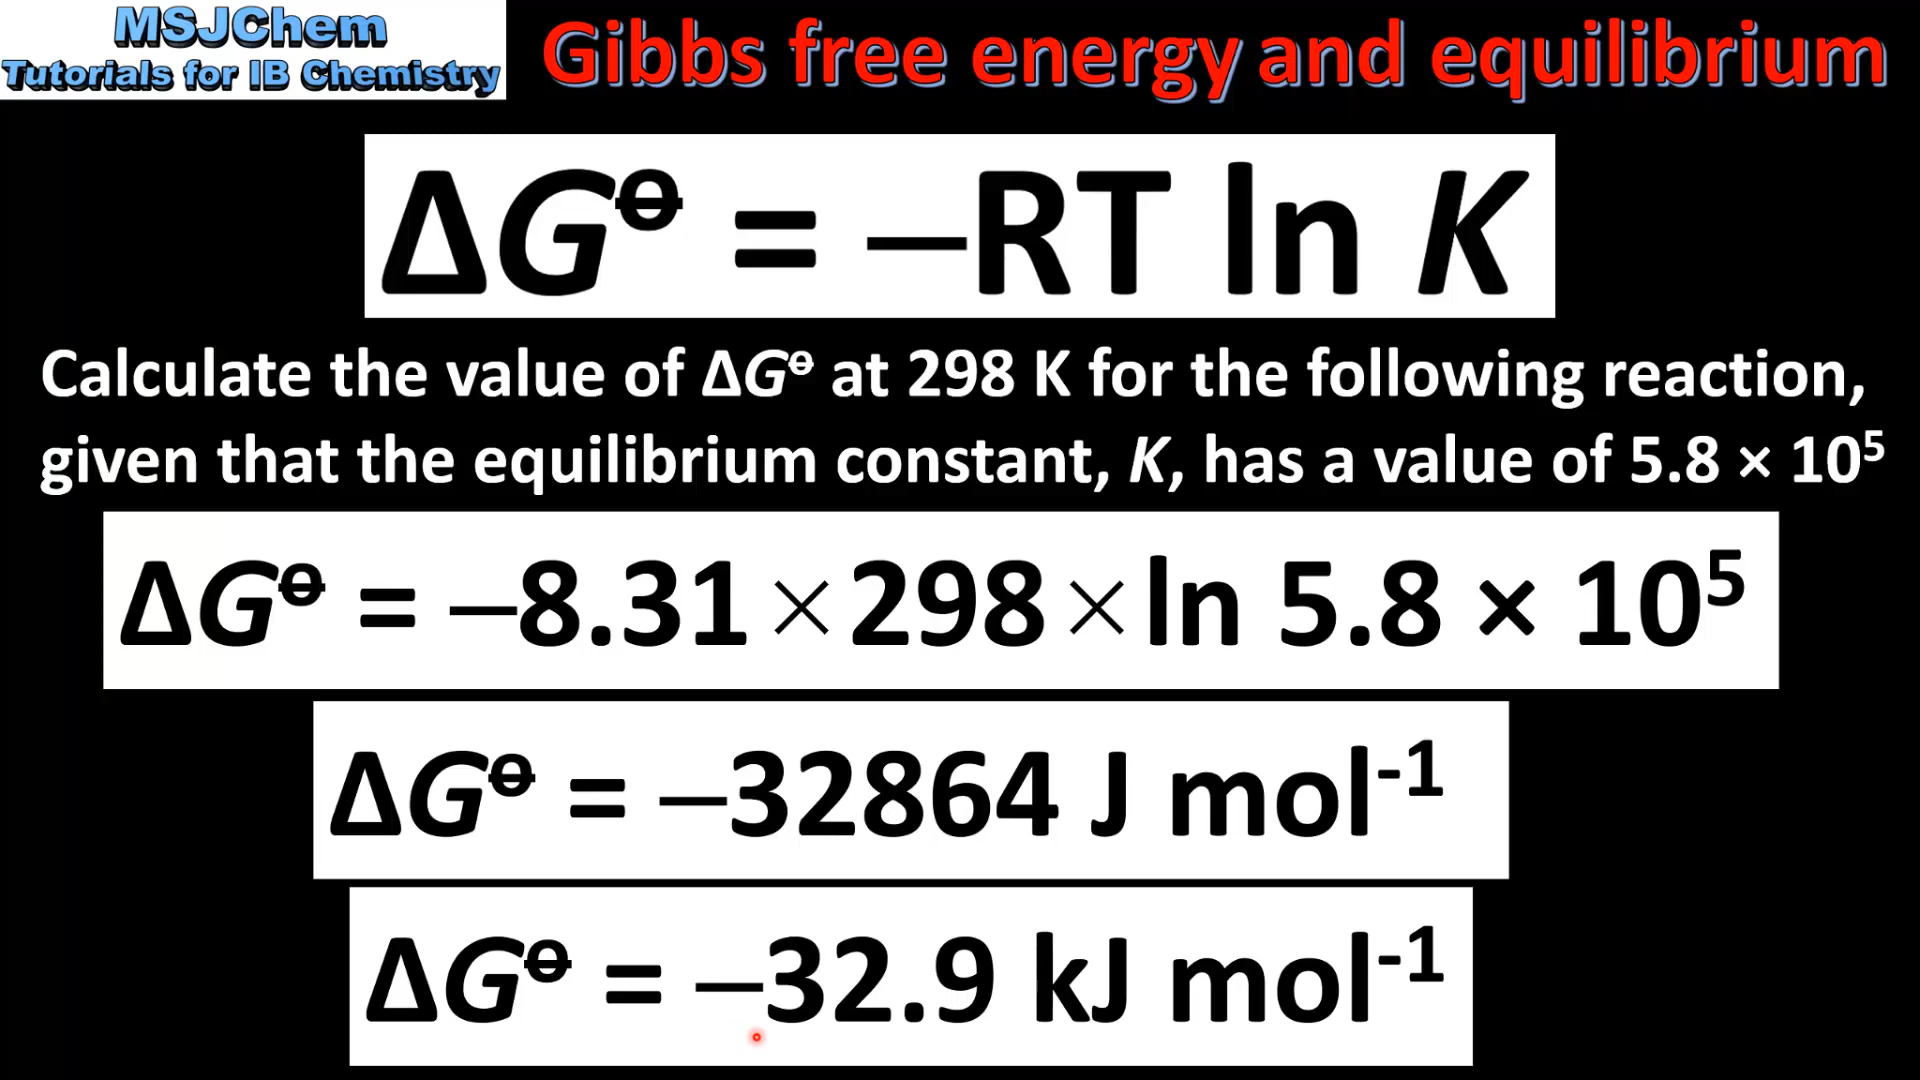 MSJChem
Tutorials for IB Chemistry
Gibbs free energy and equilibrium
ΔG⦵ = –RT ln K
Calculate the value of ΔG⦵ at 298 K for the following reaction,
given that the equilibrium constant, K, has a value of 5.8 × 10⁵
ΔG⦵ = –8.31×298×ln 5.8 × 10⁵
ΔG⦵ = –32864 J mol⁻¹
ΔG⦵ = –32.9 kJ mol⁻¹